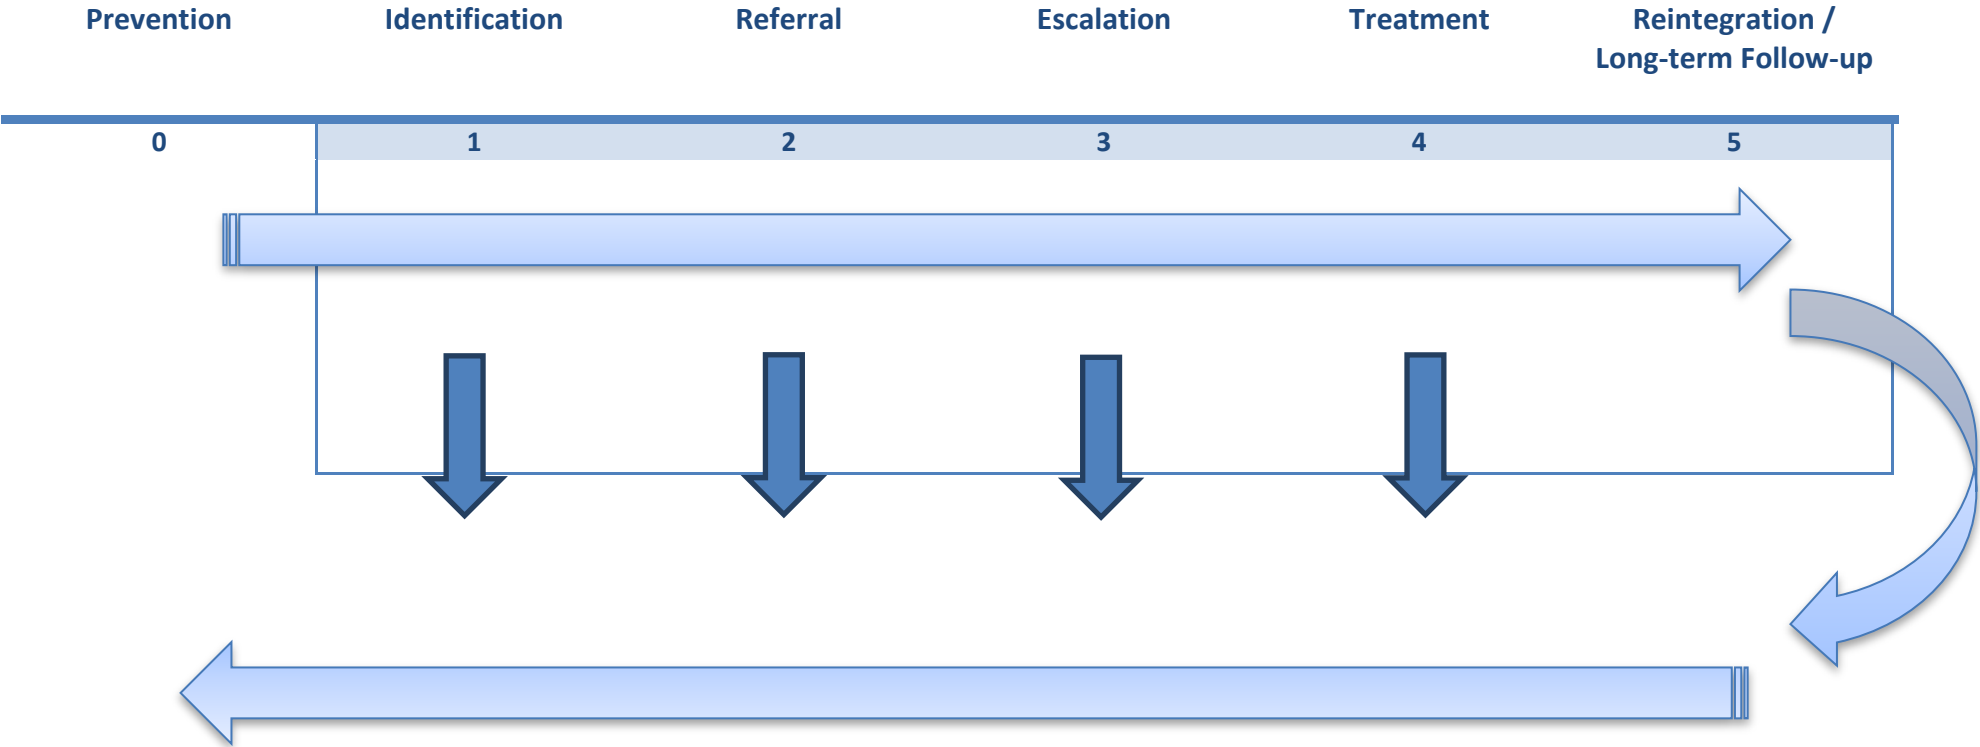 Prevention
Identification
Referral
Escalation
Treatment
Reintegration /
Long-term Follow-up
0
1
2
3
4
5